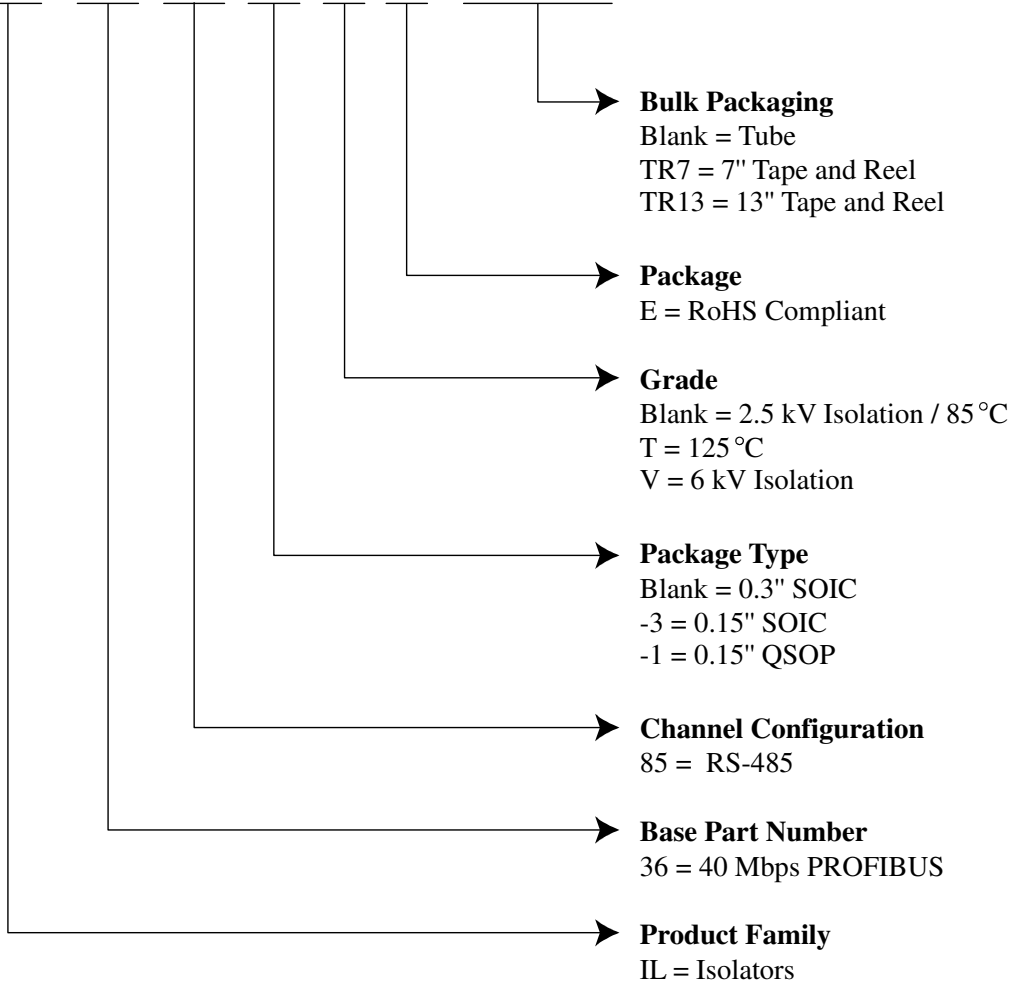 Bulk Packaging
Blank = Tube
TR7 = 7" Tape and Reel
TR13 = 13" Tape and Reel
Package
E = RoHS Compliant
Grade
Blank = 2.5 kV Isolation / 85 °C
T = 125 °C
V = 6 kV Isolation
Package Type
Blank = 0.3" SOIC
-3 = 0.15" SOIC
-1 = 0.15" QSOP
Channel Configuration
85 = RS-485
Base Part Number
36 = 40 Mbps PROFIBUS
Product Family
IL = Isolators